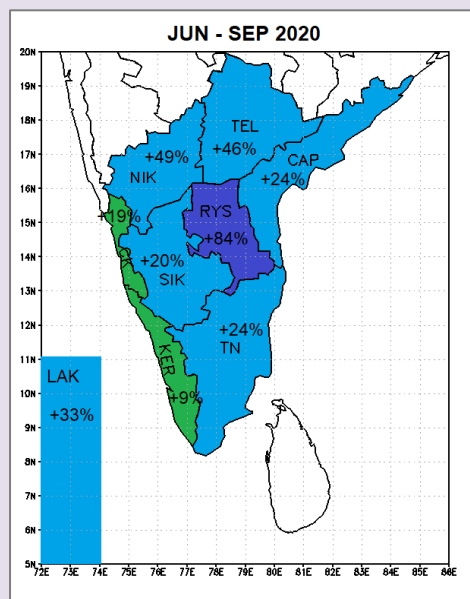 JUN - SEP 2020
20N
19N
18N
TEL
17N
+49%
+46%
CAP
NIK
+24%
16N
RYS
+19%
15N
+84%
14N
+20%
SIK
13N
12N
+24%
TN
11N
KER
LAK
10N
+9%
+33%
9N
8N
7N
6N
5N
72E 73E 74E 75E 76E 77E 78E 79E 80E 81E 82E 83E 84E 85E 86E